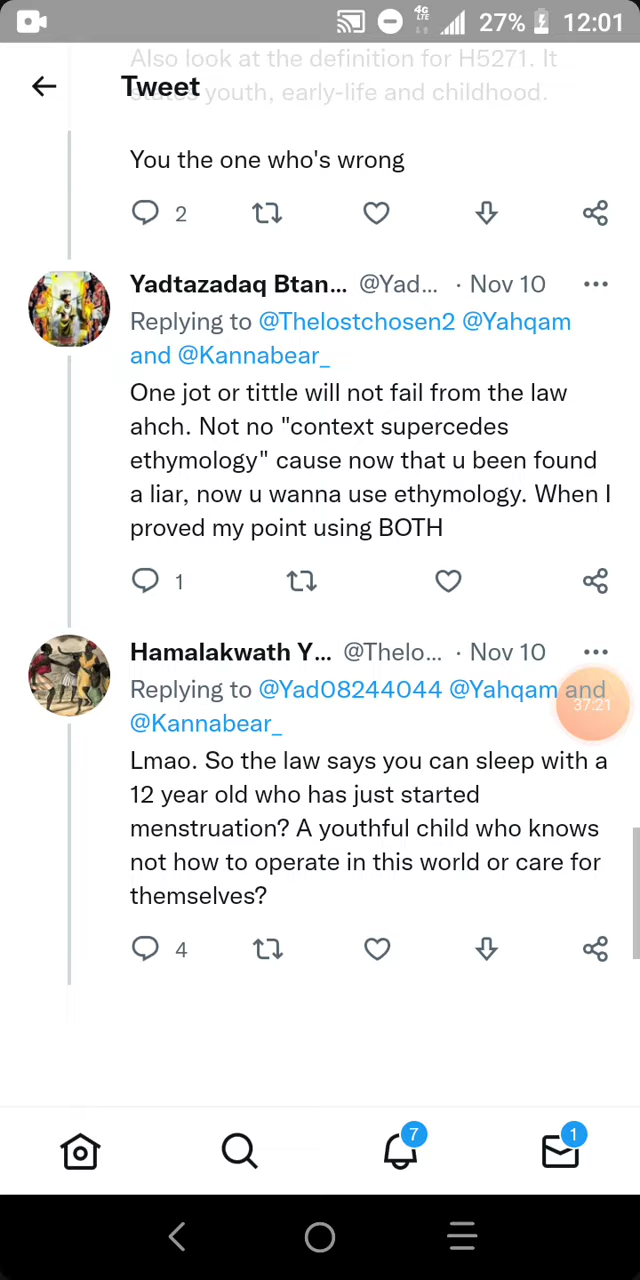 4G
LTE
27%
12:01
Also look at the definition for H5271. It
Tweet
states youth, early-life and childhood.
You the one who's wrong
2
Yadtazadaq Btan... @Yad... · Nov 10
Replying to @Thelostchosen2 @Yahqam
and @Kannabear_
One jot or tittle will not fail from the law
ahch. Not no "context supercedes
ethymology" cause now that u been found
a liar, now u wanna use ethymology. When I
proved my point using BOTH
1
Hamalakwath Y... @Thelo... · Nov 10
Replying to @Yad08244044 @Yahqam and
@Kannabear_
37:21
Lmao. So the law says you can sleep with a
12 year old who has just started
menstruation? A youthful child who knows
not how to operate in this world or care for
themselves?
4
7
1